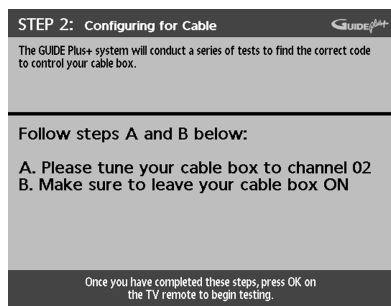 STEP 2: Configuring for Cable
GUIDE Plus+
The GUIDE Plus+ system will conduct a series of tests to find the correct code
to control your cable box.
Follow steps A and B below:
A. Please tune your cable box to channel 02
B. Make sure to leave your cable box ON
Once you have completed these steps, press OK on
the TV remote to begin testing.